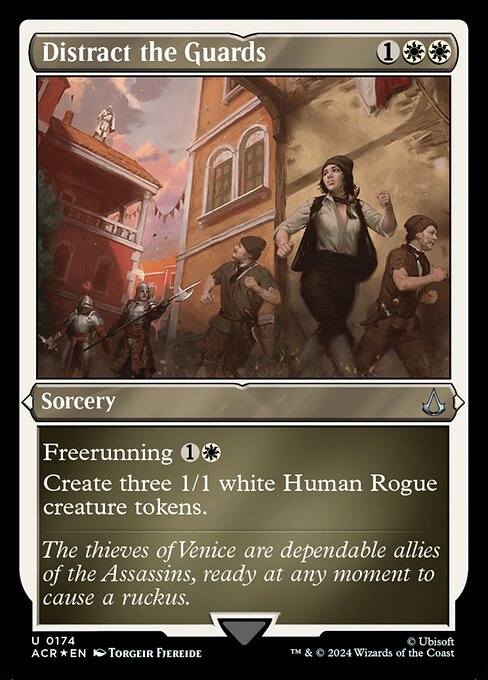 Distract the Guards 1
Sorcery
Freerunning 1
Create three 1/1 white Human Rogue
creature tokens.
The thieves of Venice are dependable allies
of the Assassins, ready at any moment to
cause a ruckus.
U 0174
ACR★EN Torgeir Fjereide
© Ubisoft
™ & © 2024 Wizards of the Coast